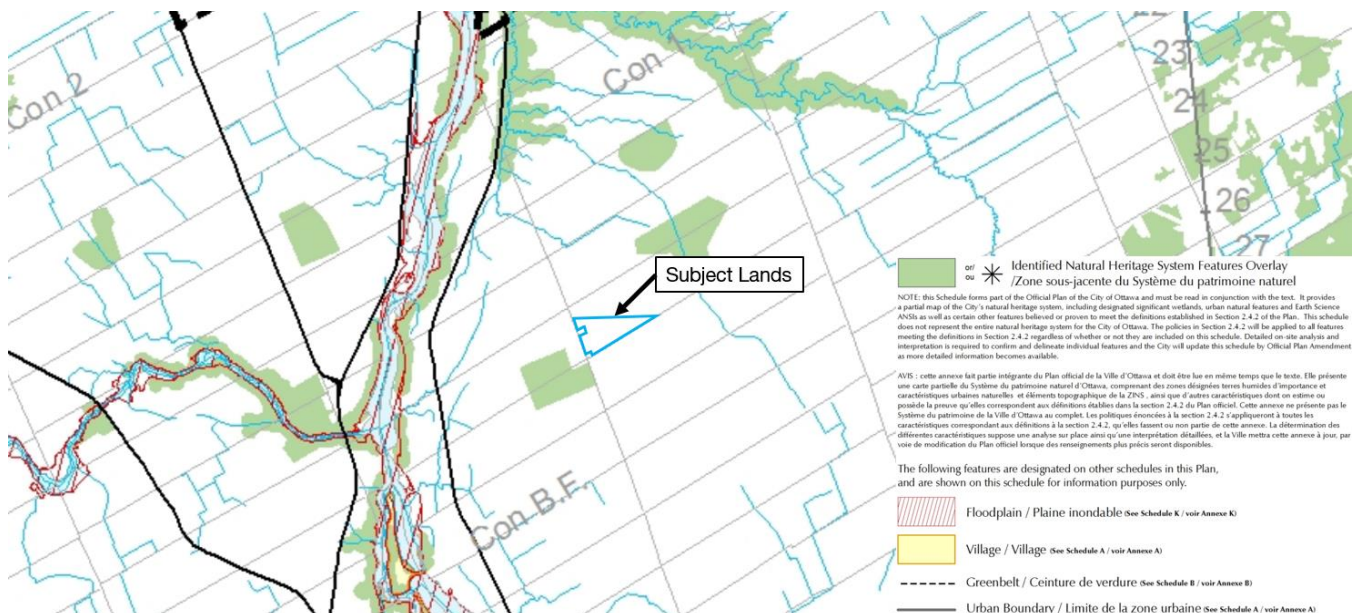 Con 2
Con 1
22
23
24
25
26
27
Subject Lands
Con B.F.
or/
ou
Identified Natural Heritage System Features Overlay
/Zone sous-jacente du Système du patrimoine naturel
NOTE: this Schedule forms part of the Official Plan of the City of Ottawa and must be read in conjunction with the text. It provides
a partial map of the City's natural heritage system, including designated significant wetlands, urban natural features and Earth Science
ANSIs as well as certain other features believed or proven to meet the definitions established in Section 2.4.2 of the Plan. This schedule
does not represent the entire natural heritage system for the City of Ottawa. The policies in Section 2.4.2 will be applied to all features
meeting the definitions in Section 2.4.2 regardless of whether or not they are included on this schedule. Detailed on-site analysis and
interpretation is required to confirm and delineate individual features and the City will update this schedule by Official Plan Amendment
as more detailed information becomes available.
AVIS : cette annexe fait partie intégrante du Plan officiel de la Ville d'Ottawa et doit être lue en même temps que le texte. Elle présente
une carte partielle du Système du patrimoine naturel d'Ottawa, comprenant des zones désignées terres humides d'importance et
caractéristiques urbaines naturelles et éléments topographique de la ZINS , ainsi que d'autres caractéristiques dont on estime ou
possède la preuve qu'elles correspondent aux définitions établies dans la section 2.4.2 du Plan officiel. Cette annexe ne présente pas le
Système du patrimoine de la Ville d'Ottawa au complet. Les politiques énoncées à la section 2.4.2 s'appliqueront à toutes les
caractéristiques correspondant aux définitions à la section 2.4.2, qu'elles fassent ou non partie de cette annexe. La détermination des
différentes caractéristiques suppose une analyse sur place ainsi qu'une interprétation détaillées, et la Ville mettra cette annexe à jour, par
voie de modification du Plan officiel lorsque des renseignements plus précis seront disponibles.
The following features are designated on other schedules in this Plan,
and are shown on this schedule for information purposes only.
Floodplain / Plaine inondable (See Schedule K / voir Annexe K)
Village / Village (See Schedule A / voir Annexe A)
Greenbelt / Ceinture de verdure (See Schedule B / voir Annexe B)
Urban Boundary / Limite de la zone urbaine (See Schedule A / voir Annexe A)